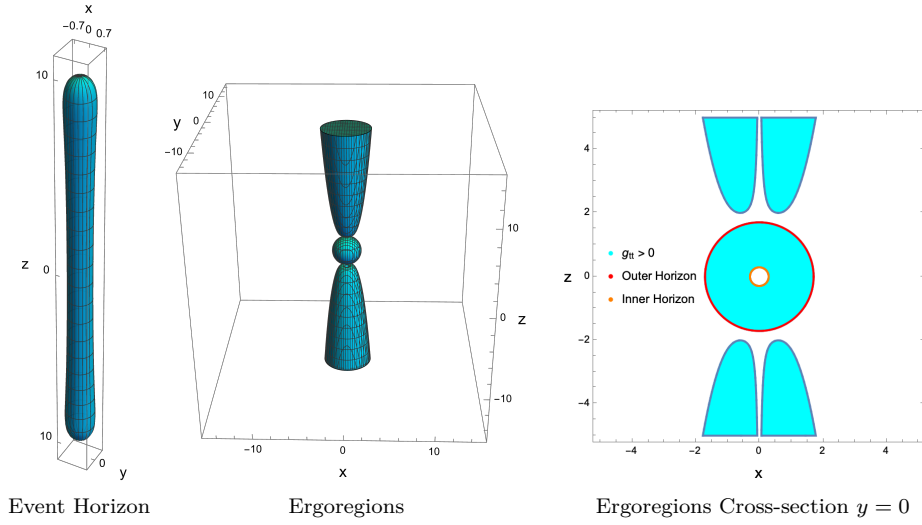 x
−0.7 0 0.7
10
z
0
10
0
y
Event Horizon
10
y
0
−10
10
0
z
−10
−10
0
10
x
Ergoregions
4
2
z
0
−2
−4
gtt > 0
Outer Horizon
Inner Horizon
−4
−2
0
2
4
x
Ergoregions Cross-section y = 0